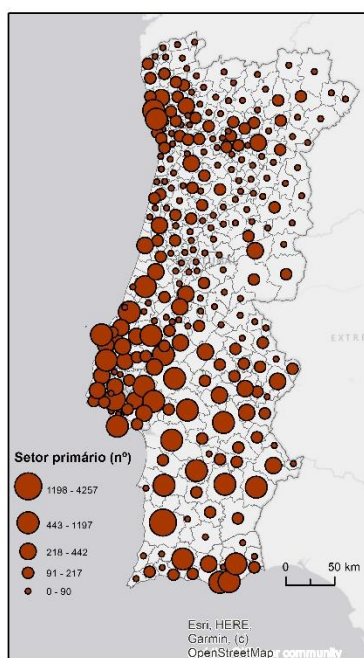 EXTRE
Setor primário (nº)
1198 - 4257
443 - 1197
218 - 442
91 - 217
0 - 90
0 50 km
Esri, HERE,
Garmin, (c)
OpenStreetMap community